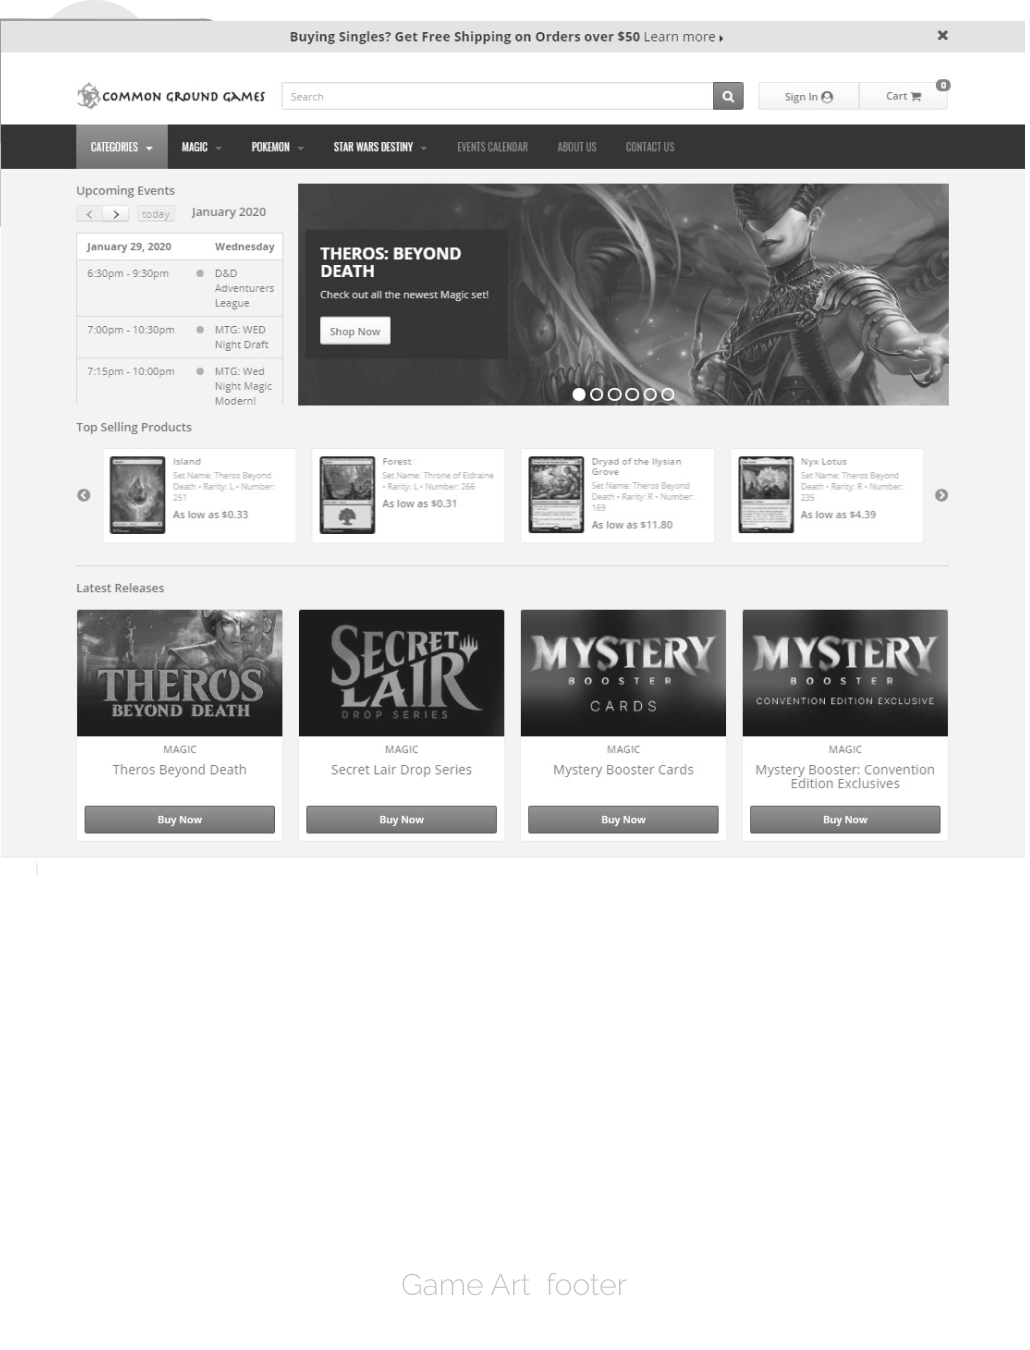 Buying Singles? Get Free Shipping on Orders over $50 Learn more
COMMON GROUND GAMES
Search
Sign In
Cart
0
CATEGORIES
MAGIC
POKEMON
STAR WARS DESTINY
EVENTS CALENDAR
ABOUT US
CONTACT US
Upcoming Events
today
January 2020
January 29, 2020 Wednesday
6:30pm - 9:30pm D&D
Adventurers
League
7:00pm - 10:30pm MTG: WED
Night Draft
7:15pm - 10:00pm MTG: Wed
Night Magic
Modern!
THEROS: BEYOND
DEATH
Check out all the newest Magic set!
Shop Now
Top Selling Products
Island
Set Name: Theros Beyond
Death • Rarity: L • Number:
251
As low as $0.33
Forest
Set Name: Throne of Eldraine
• Rarity: L • Number: 266
As low as $0.31
Dryad of the Ilysian
Grove
Set Name: Theros Beyond
Death • Rarity: R • Number:
169
As low as $11.80
Nyx Lotus
Set Name: Theros Beyond
Death • Rarity: R • Number:
235
As low as $4.39
Latest Releases
THEROS
BEYOND DEATH
MAGIC
Theros Beyond Death
Buy Now
SECRET
LAIR
DROP SERIES
MAGIC
Secret Lair Drop Series
Buy Now
MYSTERY
BOOSTER
CARDS
MAGIC
Mystery Booster Cards
Buy Now
MYSTERY
BOOSTER
CONVENTION EDITION EXCLUSIVE
MAGIC
Mystery Booster: Convention
Edition Exclusives
Buy Now
Game Art footer